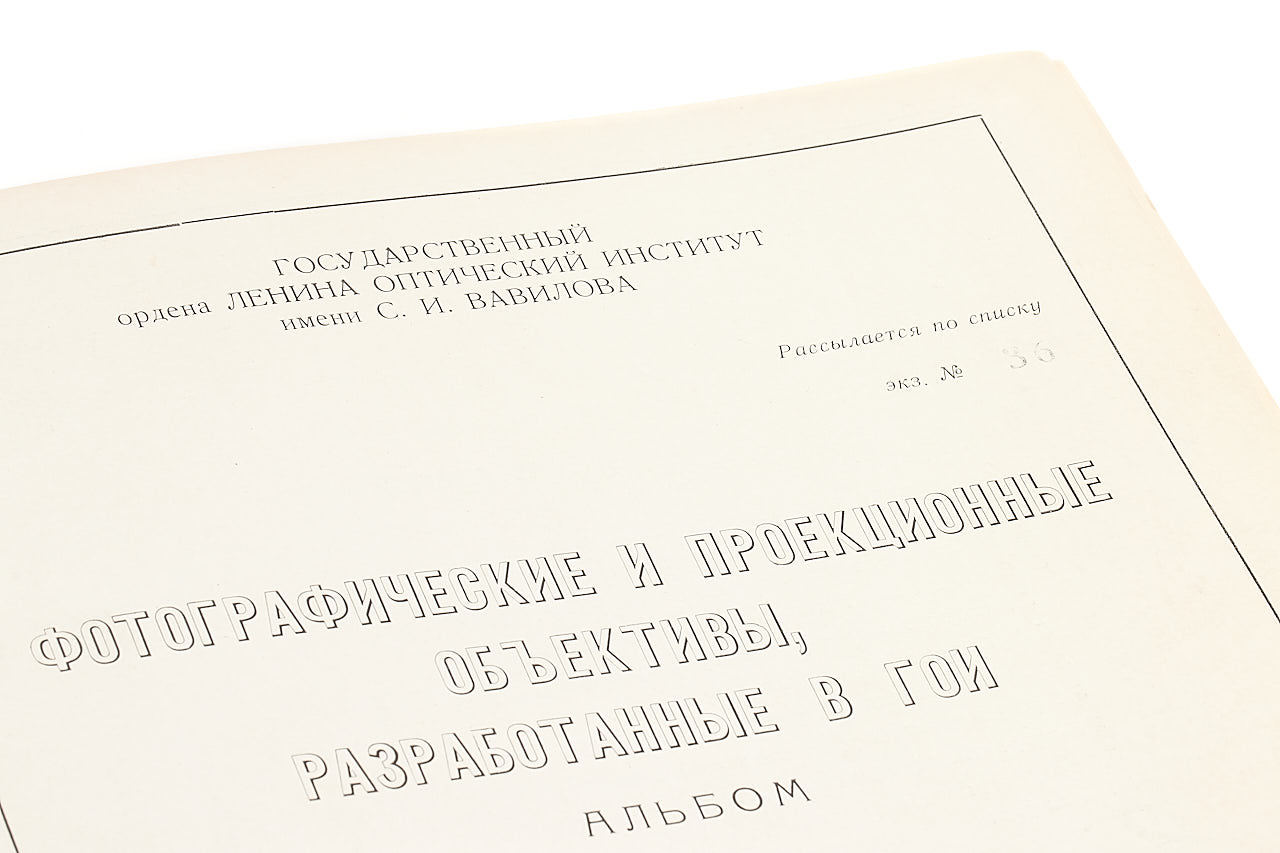 ГОСУДАРСТВЕННЫЙ
ордена ЛЕНИНА ОПТИЧЕСКИЙ ИНСТИТУТ
имени С. И. ВАВИЛОВА
Рассылается по списку
экз. № 36
ФОТОГРАФИЧЕСКИЕ И ПРОЕКЦИОННЫЕ
ОБЪЕКТИВЫ,
РАЗРАБОТАННЫЕ В ГОИ
АЛЬБОМ